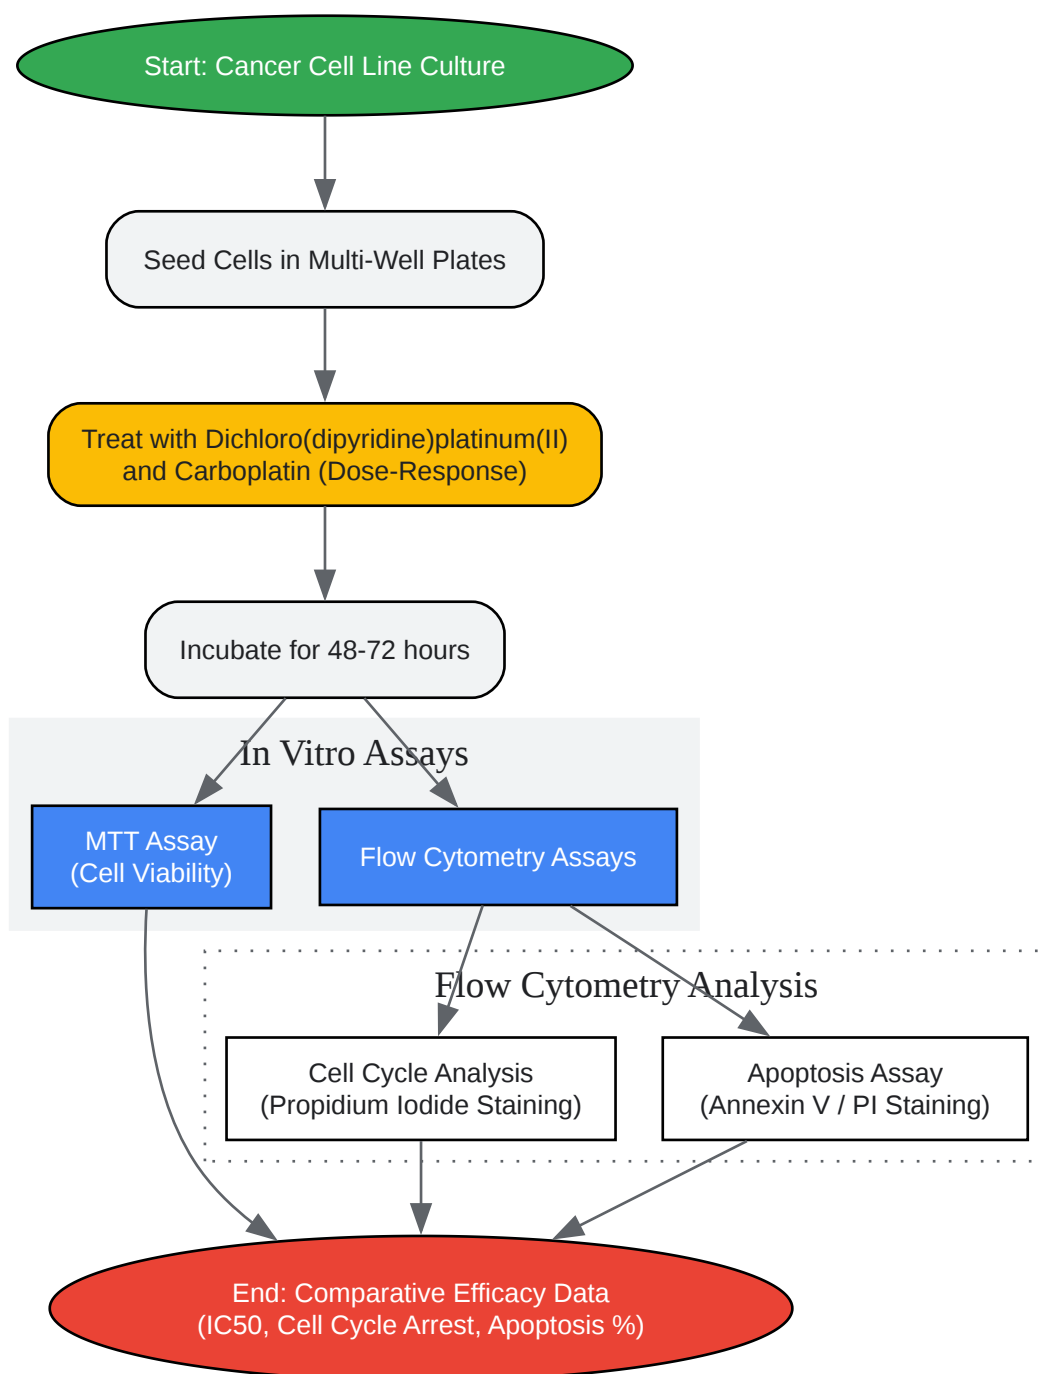 Start: Cancer Cell Line Culture
Seed Cells in Multi-Well Plates
Treat with Dichloro(dipyridine)platinum(II)
and Carboplatin (Dose-Response)
Incubate for 48-72 hours
In Vitro Assays
MTT Assay
(Cell Viability)
Flow Cytometry Assays
Flow Cytometry Analysis
Cell Cycle Analysis
(Propidium Iodide Staining)
Apoptosis Assay
(Annexin V / PI Staining)
End: Comparative Efficacy Data
(IC50, Cell Cycle Arrest, Apoptosis %)